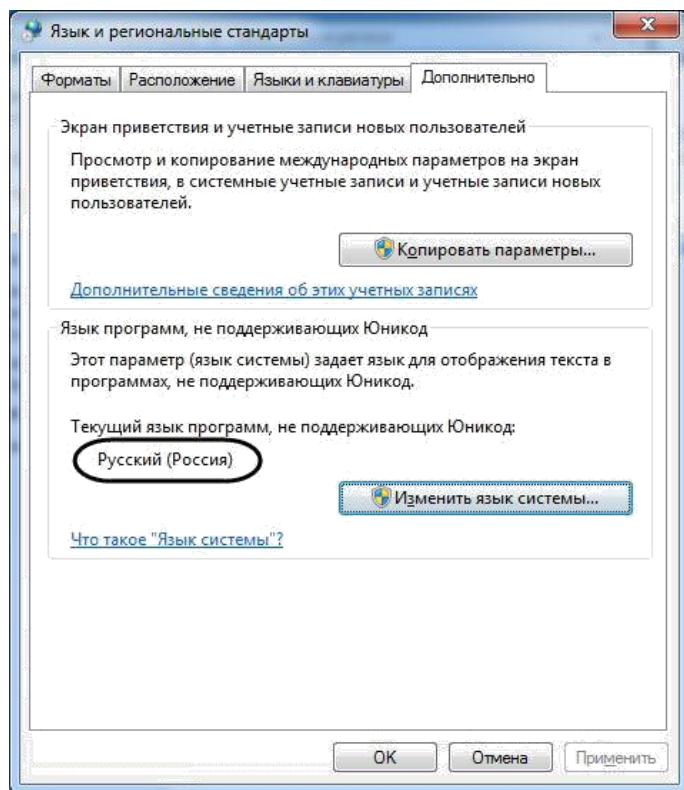 Язык и региональные стандарты
Форматы Расположение Языки и клавиатуры Дополнительно
Экран приветствия и учетные записи новых пользователей
Просмотр и копирование международных параметров на экран
приветствия, в системные учетные записи и учетные записи новых
пользователей.
Копировать параметры...
Дополнительные сведения об этих учетных записях
Язык программ, не поддерживающих Юникод
Этот параметр (язык системы) задает язык для отображения текста в
программах, не поддерживающих Юникод.
Текущий язык программ, не поддерживающих Юникод:
Русский (Россия)
Изменить язык системы...
Что такое "Язык системы"?
ОК Отмена Применить